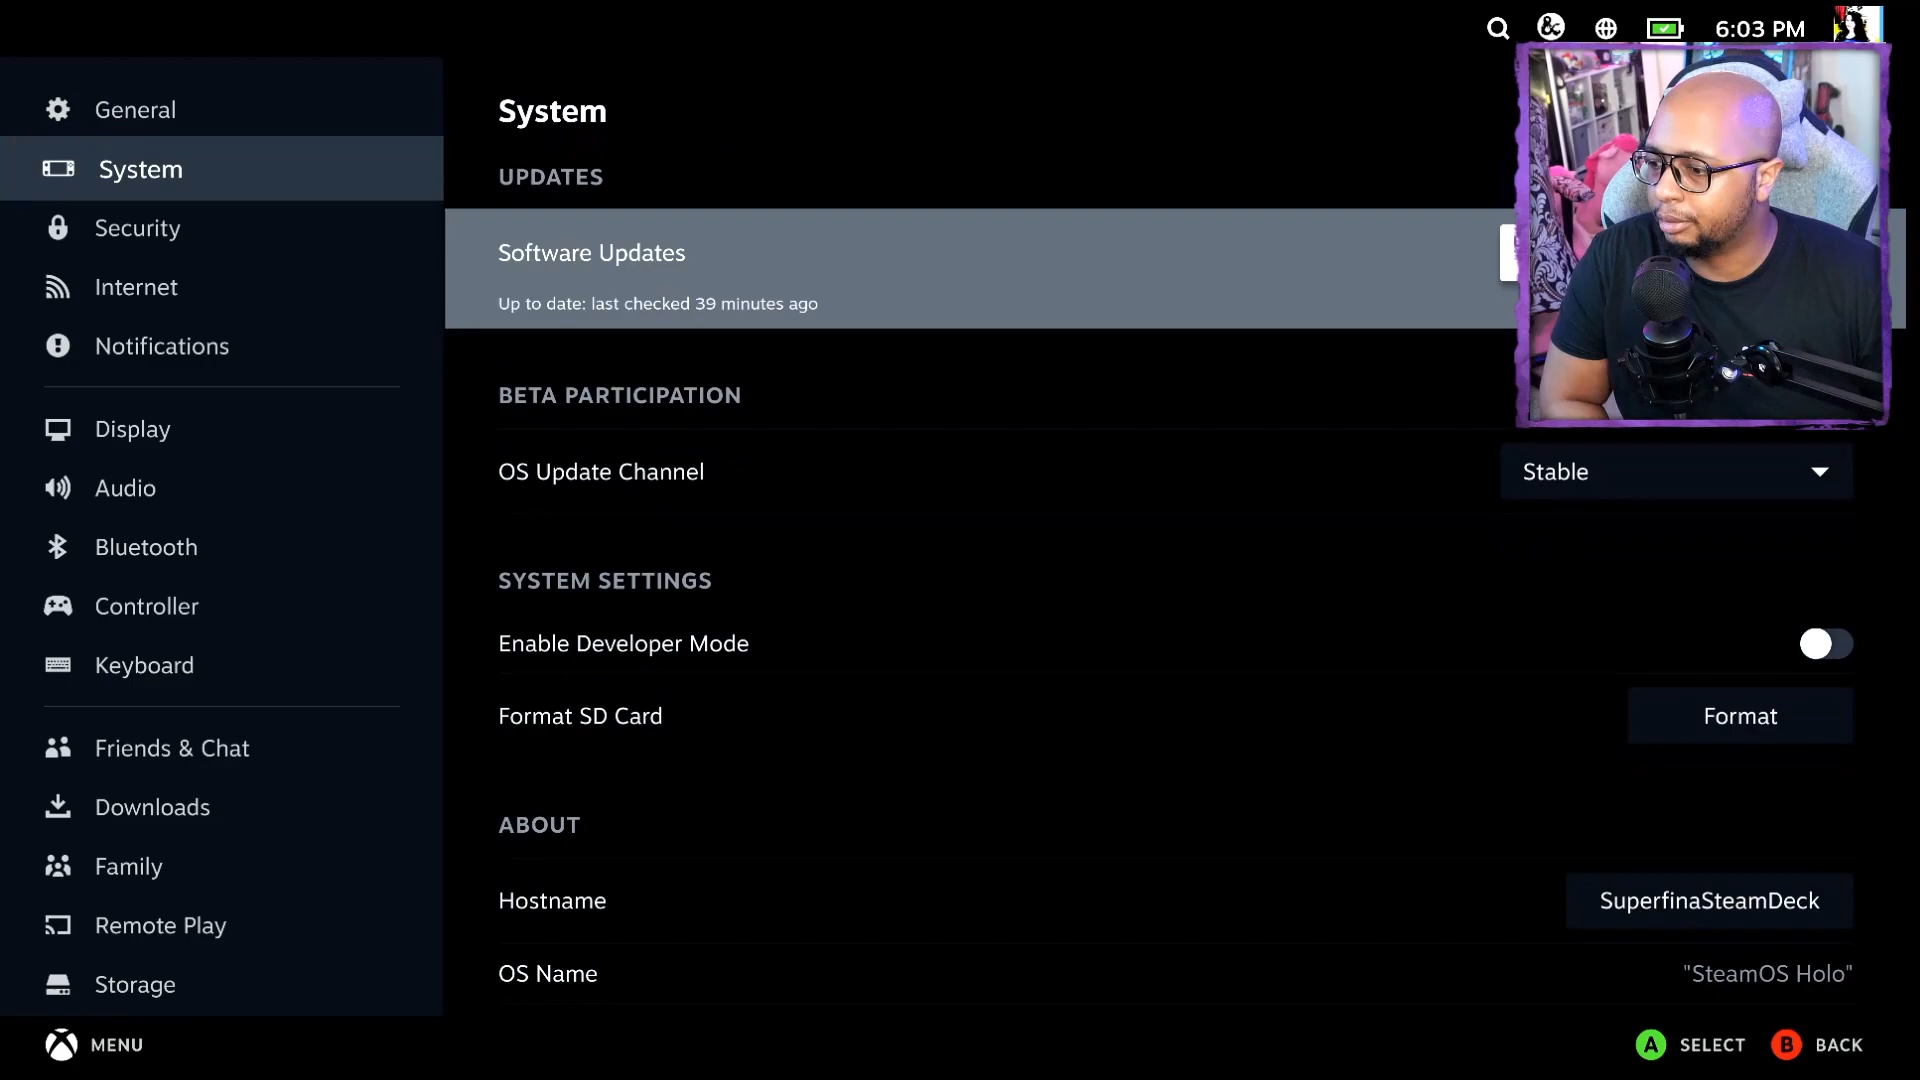 6:03 PM
General
System
Security
Internet
Notifications
Display
Audio
Bluetooth
Controller
Keyboard
Friends & Chat
Downloads
Family
Remote Play
Storage
System
UPDATES
Software Updates
Up to date: last checked 39 minutes ago
BETA PARTICIPATION
OS Update Channel
Stable
SYSTEM SETTINGS
Enable Developer Mode
Format SD Card
Format
ABOUT
Hostname
SuperfinaSteamDeck
OS Name
"SteamOS Holo"
MENU
A SELECT
B BACK